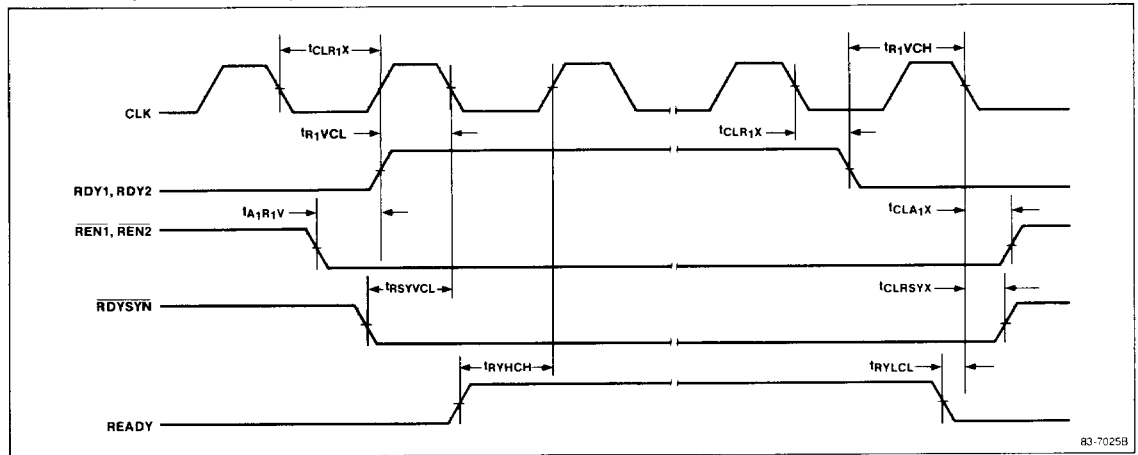 tCLR1X
tR1VCH
CLK
tR1VCL
tCLR1X
RDY1, RDY2
tA1R1V
tCLA1X
REN1, REN2
tRSYVCL
tCLRSYX
RDYSYN
tRYHCH
tRYLCL
READY
83-7025B